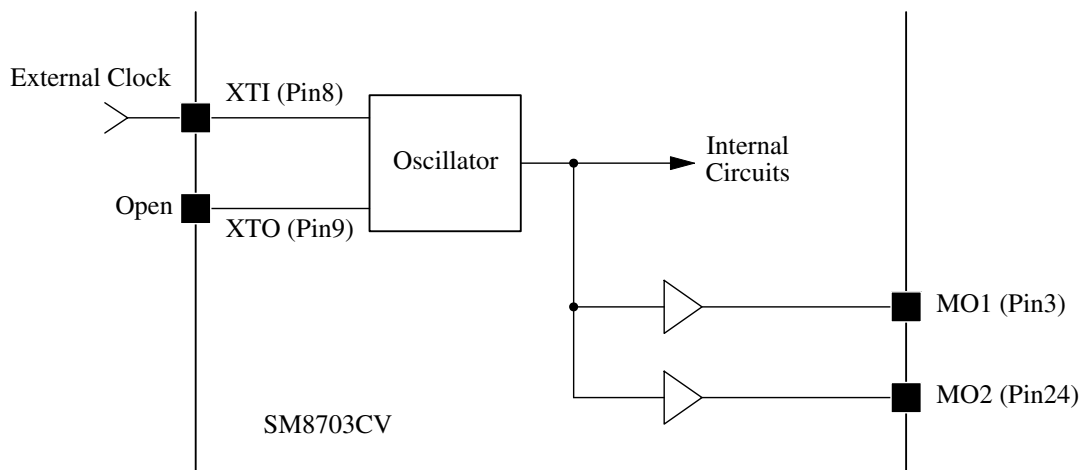 External Clock
XTI (Pin8)
Oscillator
Internal
Circuits
Open
XTO (Pin9)
MO1 (Pin3)
MO2 (Pin24)
SM8703CV